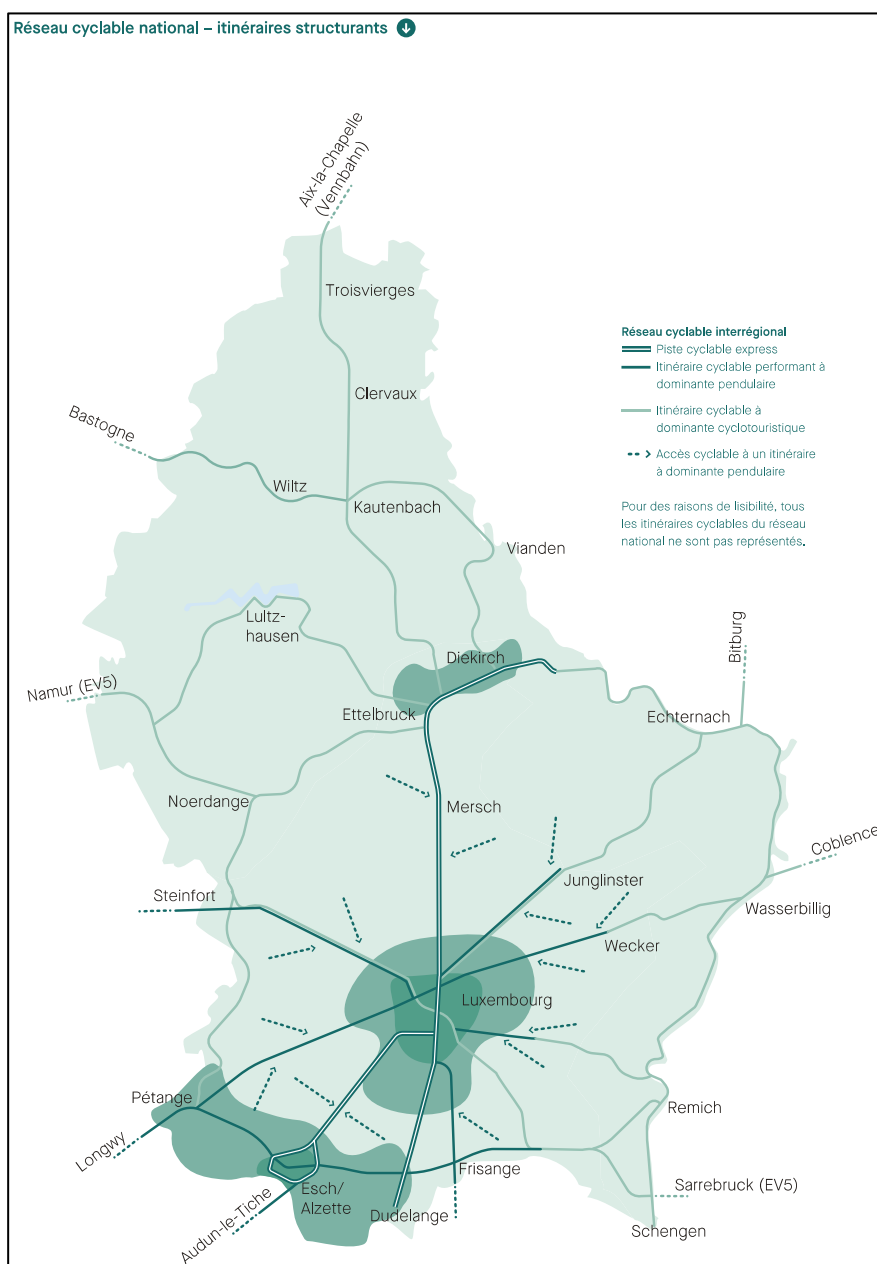 Réseau cyclable national – itinéraires structurants
Aix-la-Chapelle
(Vennbahn)
Troisvierges
Réseau cyclable interrégional
Piste cyclable express
Itinéraire cyclable performant à
dominante pendulaire
Itinéraire cyclable à
dominante cyclotouristique
Accès cyclable à un itinéraire
à dominante pendulaire
Pour des raisons de lisibilité, tous
les itinéraires cyclables du réseau
national ne sont pas représentés.
Clervaux
Bastogne
Wiltz
Kautenbach
Vianden
Lultz-
hausen
Diekirch
Bitburg
Namur (EV5)
Ettelbruck
Echternach
Noerdange
Mersch
Coblence
Junglinster
Steinfort
Wasserbillig
Wecker
Luxembourg
Pétange
Remich
Longwy
Frisange
Esch/
Alzette
Sarrebruck (EV5)
Audun-le-Tiche
Dudelange
Schengen